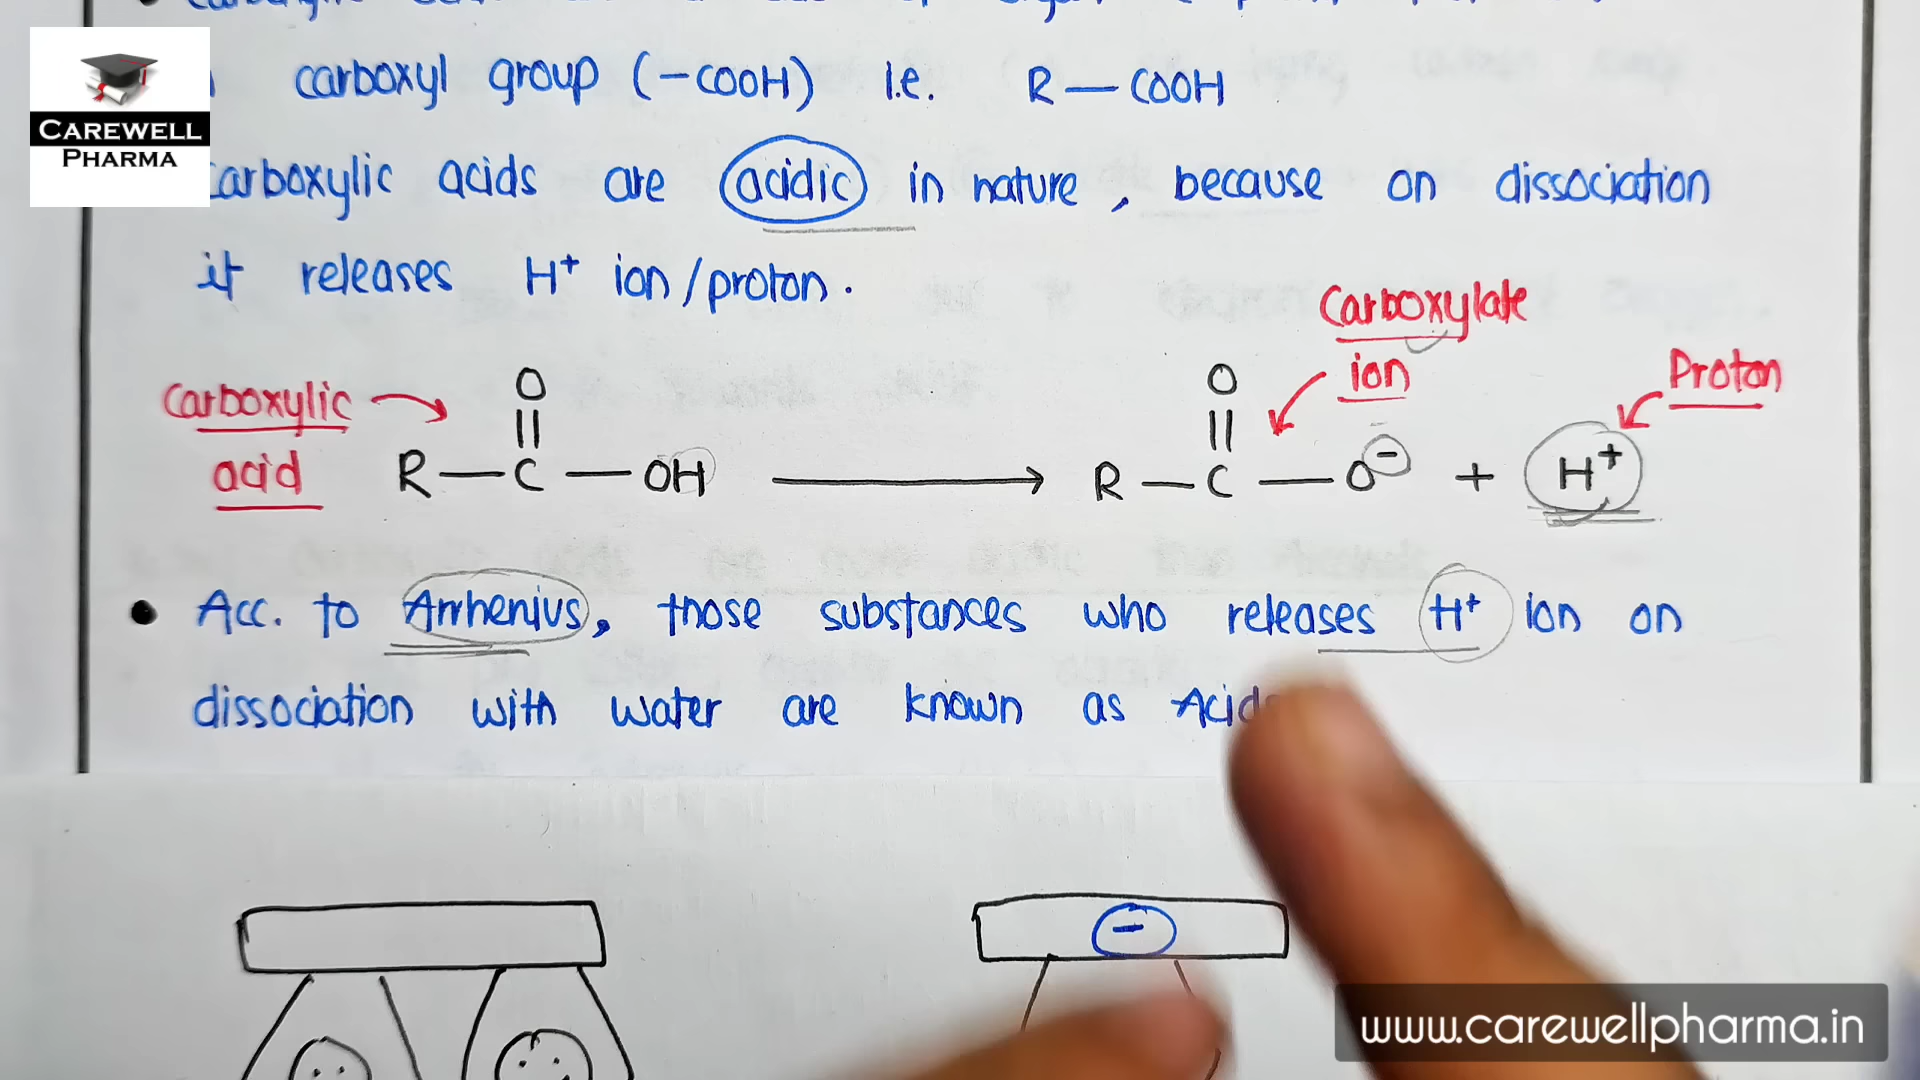 carboxyl group (-COOH) i.e. R — COOH
CAREWELL
PHARMA
carboxylic acids are acidic in nature, because on dissociation
it releases H⁺ ion/proton.
Carboxylate
ion
Proton
Carboxylic
acid
O
||
R — C — OH → R — C — O⁻ + H⁺
O
||
• Acc. to Arrhenius, those substances who releases H⁺ ion on
dissociation with water are known as Acids
−
www.carewellpharma.in